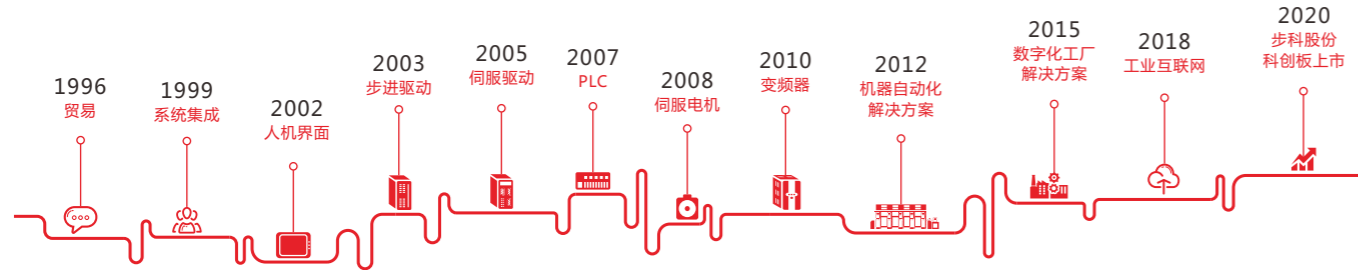 1996
贸易
1999
系统集成
2002
人机界面
2003
步进驱动
2005
伺服驱动
2007
PLC
2008
伺服电机
2010
变频器
2012
机器自动化
解决方案
2015
数字化工厂
解决方案
2018
工业互联网
2020
步科股份
科创板上市